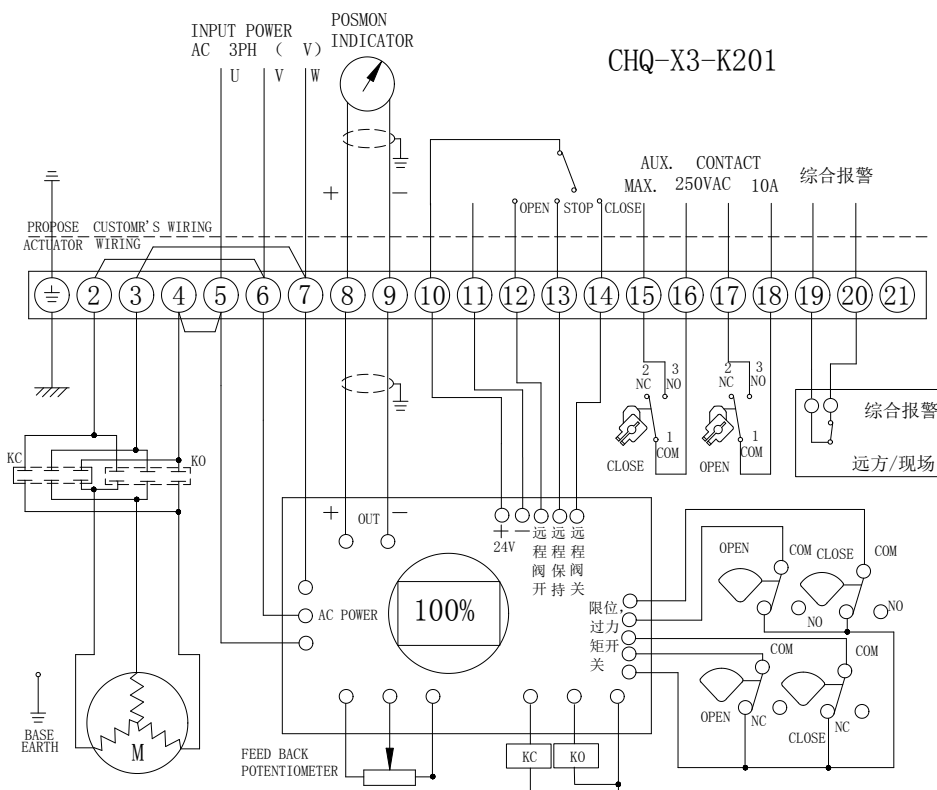 INPUT POWER
AC 3PH ( V)
U V W
POSMON
INDICATOR
CHQ-X3-K201
+ −
OPEN STOP CLOSE
AUX. CONTACT
MAX. 250VAC 10A
综合报警
PROPOSE CUSTOMR'S WIRING
ACTUATOR WIRING
2 3 4 5 6 7 8 9 10 11 12 13 14 15 16 17 18 19 20 21
2 3
NC NO
1
COM
CLOSE
2 3
NC NO
1
COM
OPEN
综合报警
远方/现场
KC KO
+ OUT −
+ −
24V
远程阀开
远程保持
远程阀关
AC POWER
100%
限位,
过力
矩开
关
OPEN COM CLOSE COM
NO NO
COM COM
OPEN NC CLOSE NC
BASE
EARTH
M
FEED BACK
POTENTIOMETER
KC KO